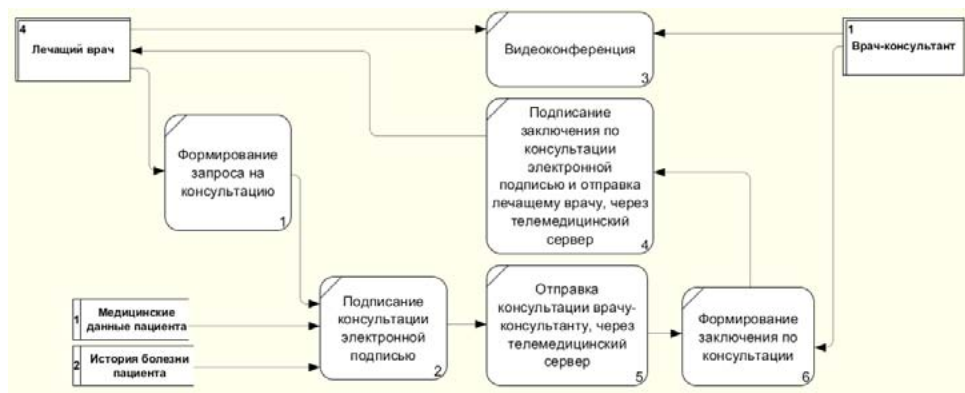 4
Лечащий врач
Видеоконференция
3
1
Врач-консультант
Формирование
запроса на
консультацию
1
Подписание
заключения по
консультации
электронной
подписью и отправка
лечащему врачу, через
телемедицинский
сервер
4
1
Медицинские
данные пациента
2
История болезни
пациента
Подписание
консультации
электронной
подписью
2
Отправка
консультации врачу-
консультанту, через
телемедицинский
сервер
5
Формирование
заключения по
консультации
6